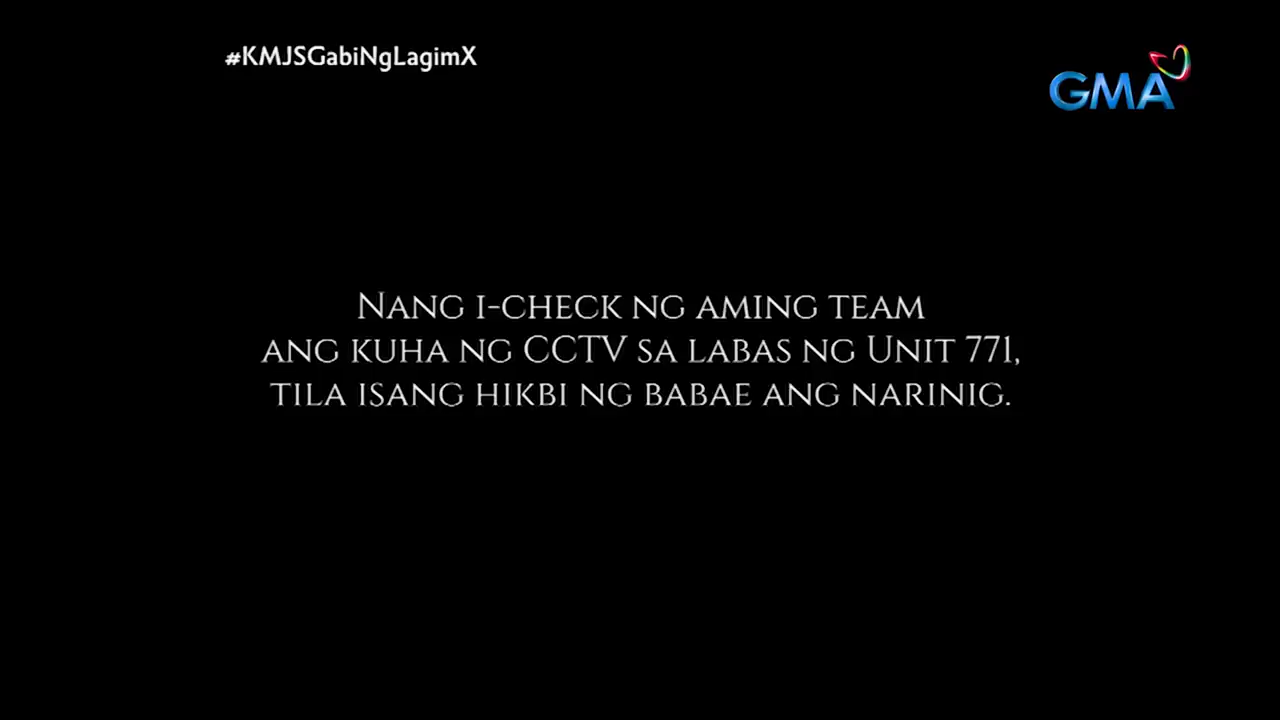 #KMJSGabiNgLagimX
GMA
Nang i-check ng aming team
ang kuha ng CCTV sa labas ng Unit 771,
tila isang hikbi ng babae ang narinig.